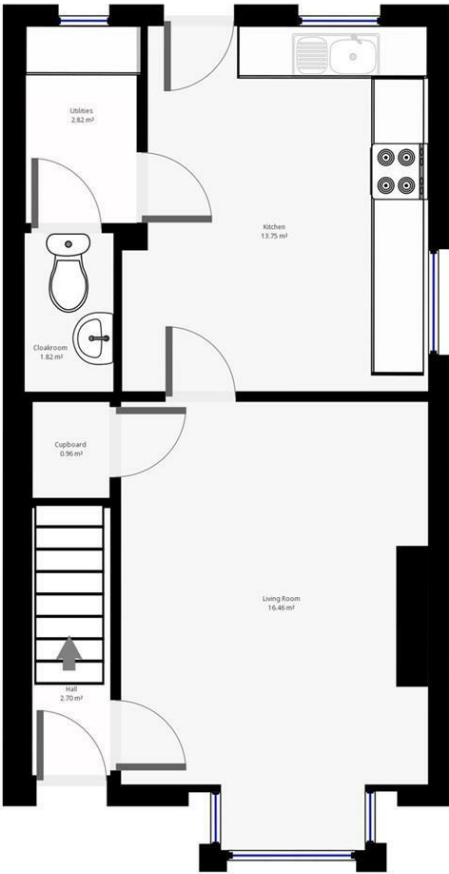 Utilities
2.82 m²
Kitchen
13.75 m²
Cloakroom
1.82 m²
Cupboard
0.96 m²
Living Room
16.46 m²
Hall
2.70 m²